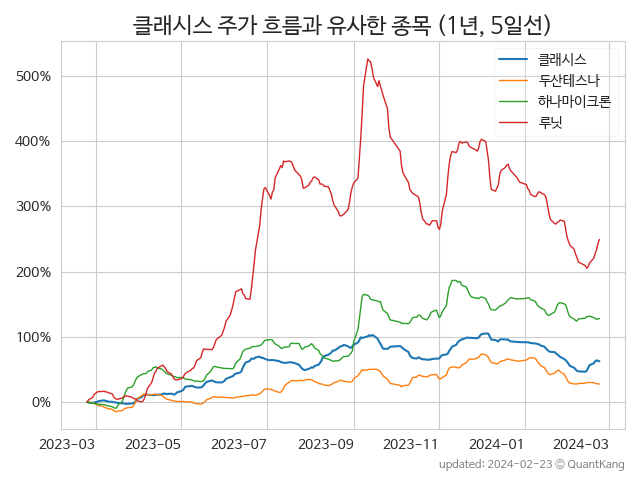 클래시스 주가 흐름과 유사한 종목 (1년, 5일선)
클래시스
두산테스나
하나마이크론
루닛
500%
400%
300%
200%
100%
0%
2023-03 2023-05 2023-07 2023-09 2023-11 2024-01 2024-03
updated: 2024-02-23 © QuantKang